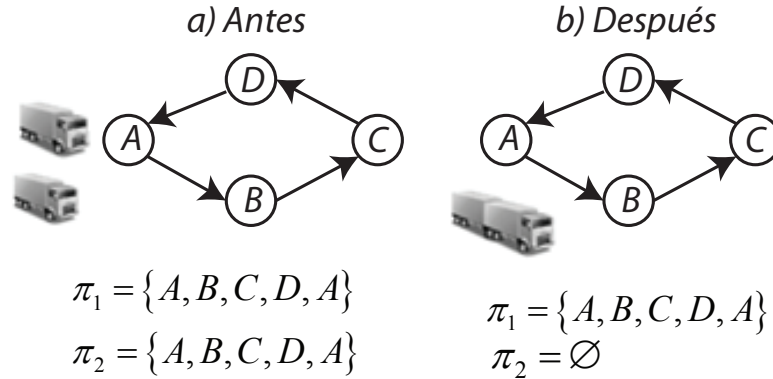 a) Antes
D
A
C
B
π₁ = {A, B, C, D, A}
π₂ = {A, B, C, D, A}
b) Después
D
A
C
B
π₁ = {A, B, C, D, A}
π₂ = ∅